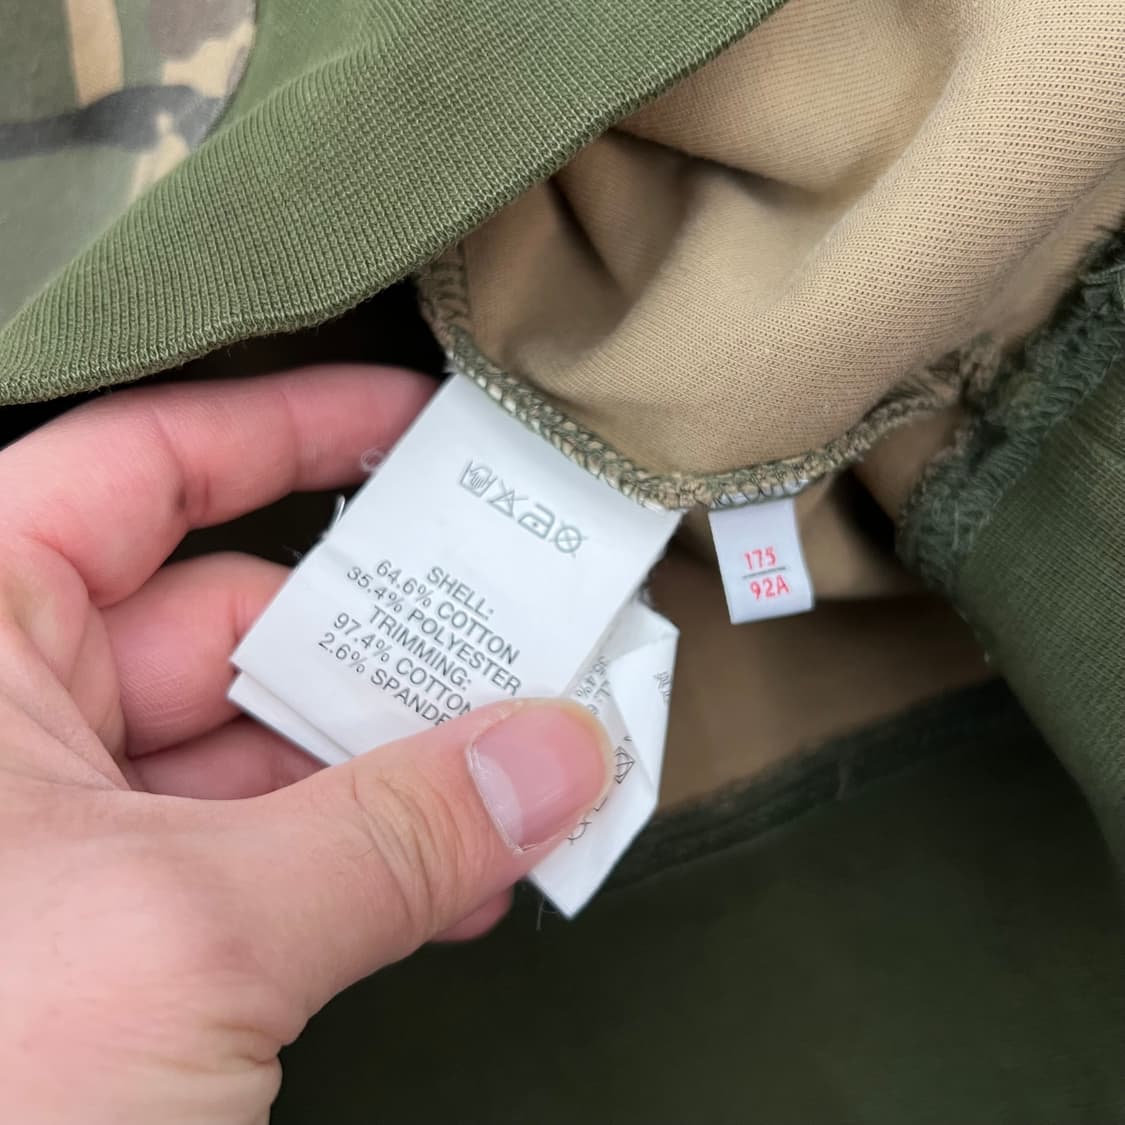 SHELL:
64.6% COTTON
35.4% POLYESTER
TRIMMING:
97.4% COTTON
2.6% SPANDE
175
92A